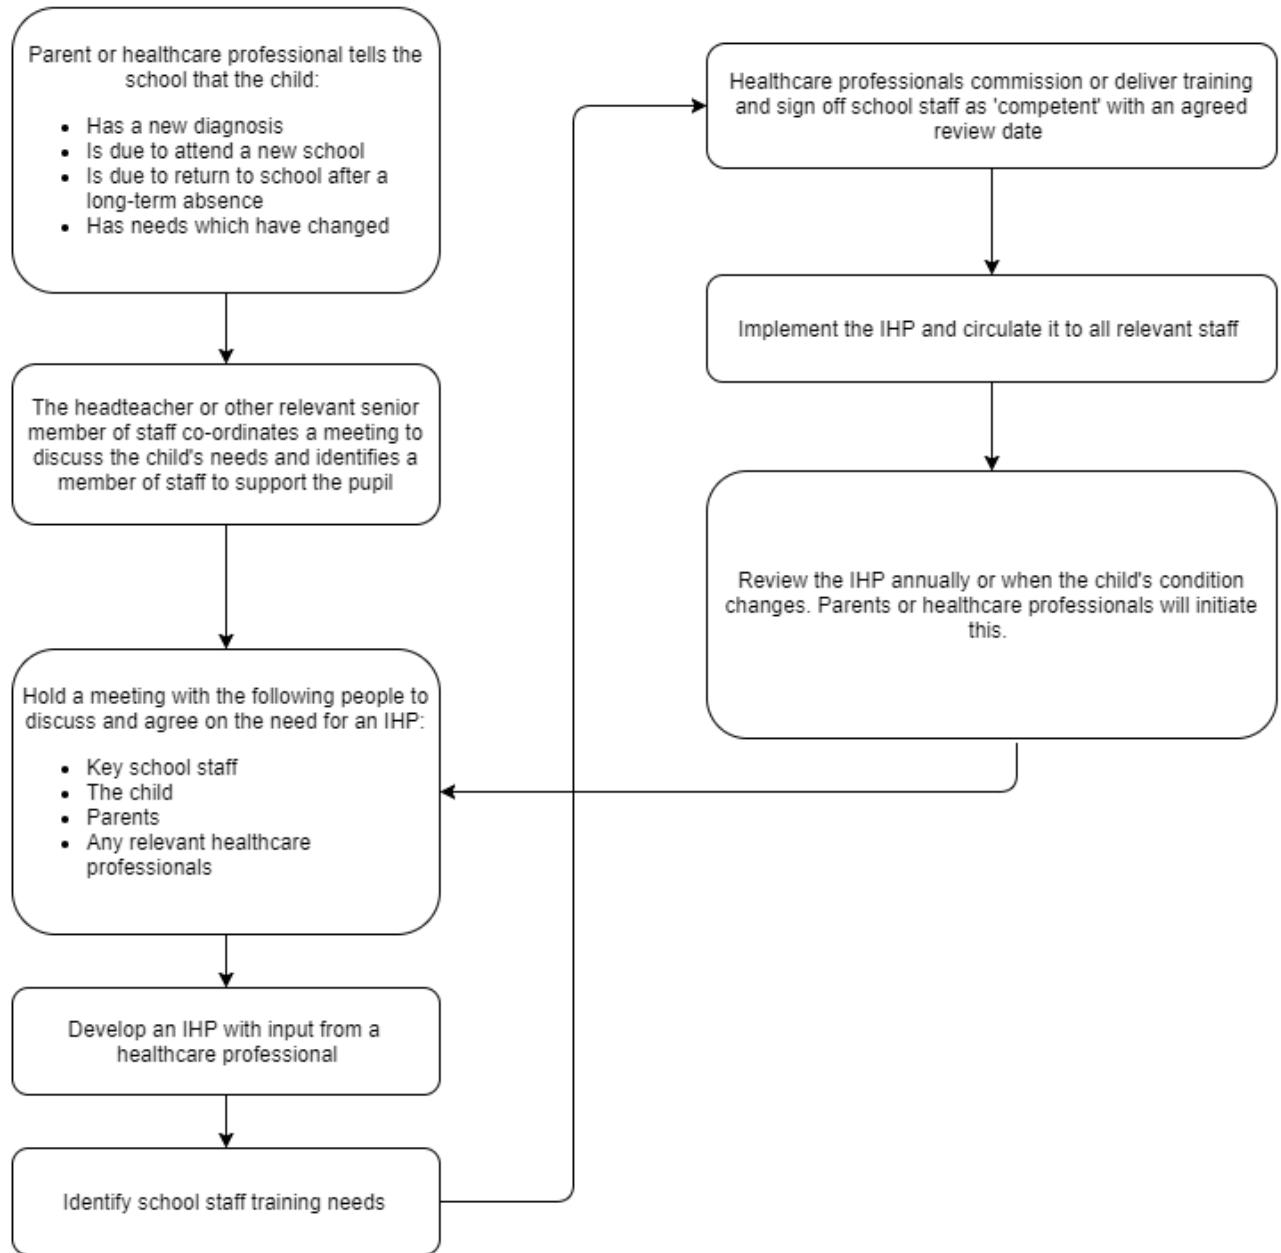 Parent or healthcare professional tells the
school that the child:
• Has a new diagnosis
• Is due to attend a new school
• Is due to return to school after a
long-term absence
• Has needs which have changed
The headteacher or other relevant senior
member of staff co-ordinates a meeting to
discuss the child's needs and identifies a
member of staff to support the pupil
Hold a meeting with the following people to
discuss and agree on the need for an IHP:
• Key school staff
• The child
• Parents
• Any relevant healthcare
professionals
Develop an IHP with input from a
healthcare professional
Identify school staff training needs
Healthcare professionals commission or deliver training
and sign off school staff as 'competent' with an agreed
review date
Implement the IHP and circulate it to all relevant staff
Review the IHP annually or when the child's condition
changes. Parents or healthcare professionals will initiate
this.